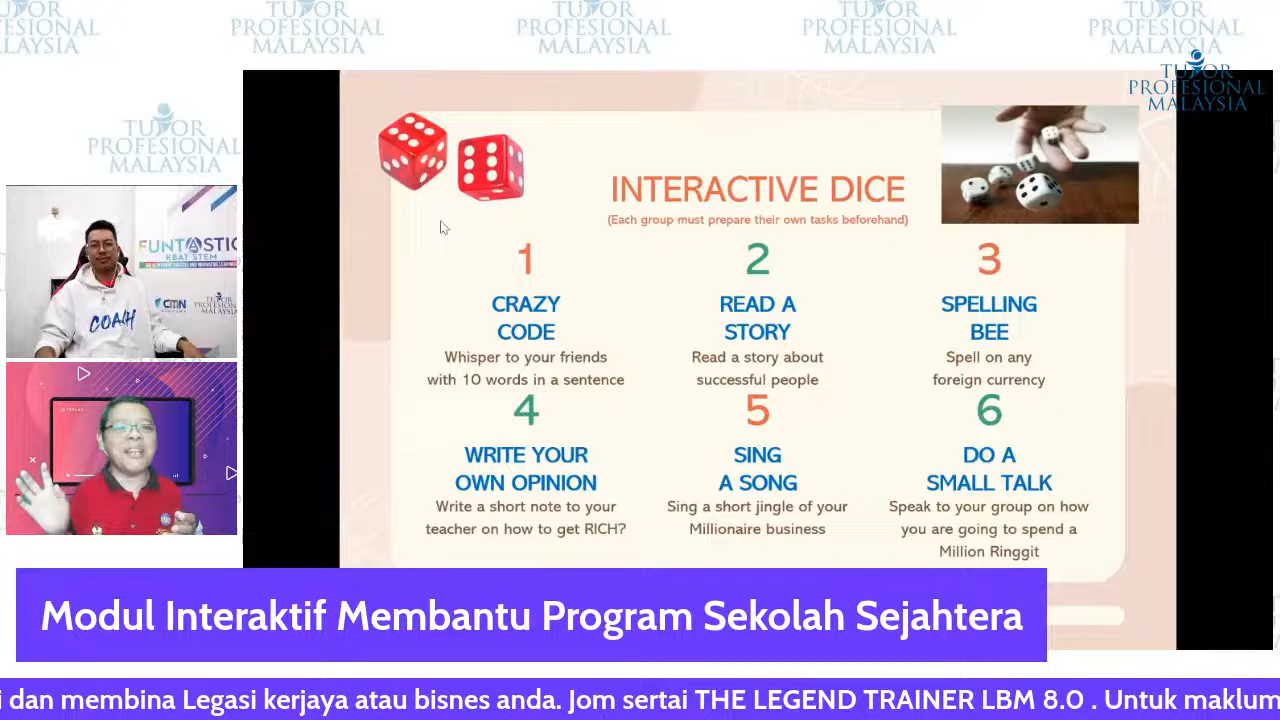 TUTOR PROFESIONAL MALAYSIA
TUTOR
PROFESIONAL
MALAYSIA
FUNTASTIC
KBAT STEM
COACH
INTERACTIVE DICE
(Each group must prepare their own tasks beforehand)
1
CRAZY
CODE
Whisper to your friends
with 10 words in a sentence
2
READ A
STORY
Read a story about
successful people
3
SPELLING
BEE
Spell on any
foreign currency
4
WRITE YOUR
OWN OPINION
Write a short note to your
teacher on how to get RICH?
5
SING
A SONG
Sing a short jingle of your
Millionaire business
6
DO A
SMALL TALK
Speak to your group on how
you are going to spend a
Million Ringgit
Modul Interaktif Membantu Program Sekolah Sejahtera
i dan membina Legasi kerjaya atau bisnes anda. Jom sertai THE LEGEND TRAINER LBM 8.0 . Untuk maklum